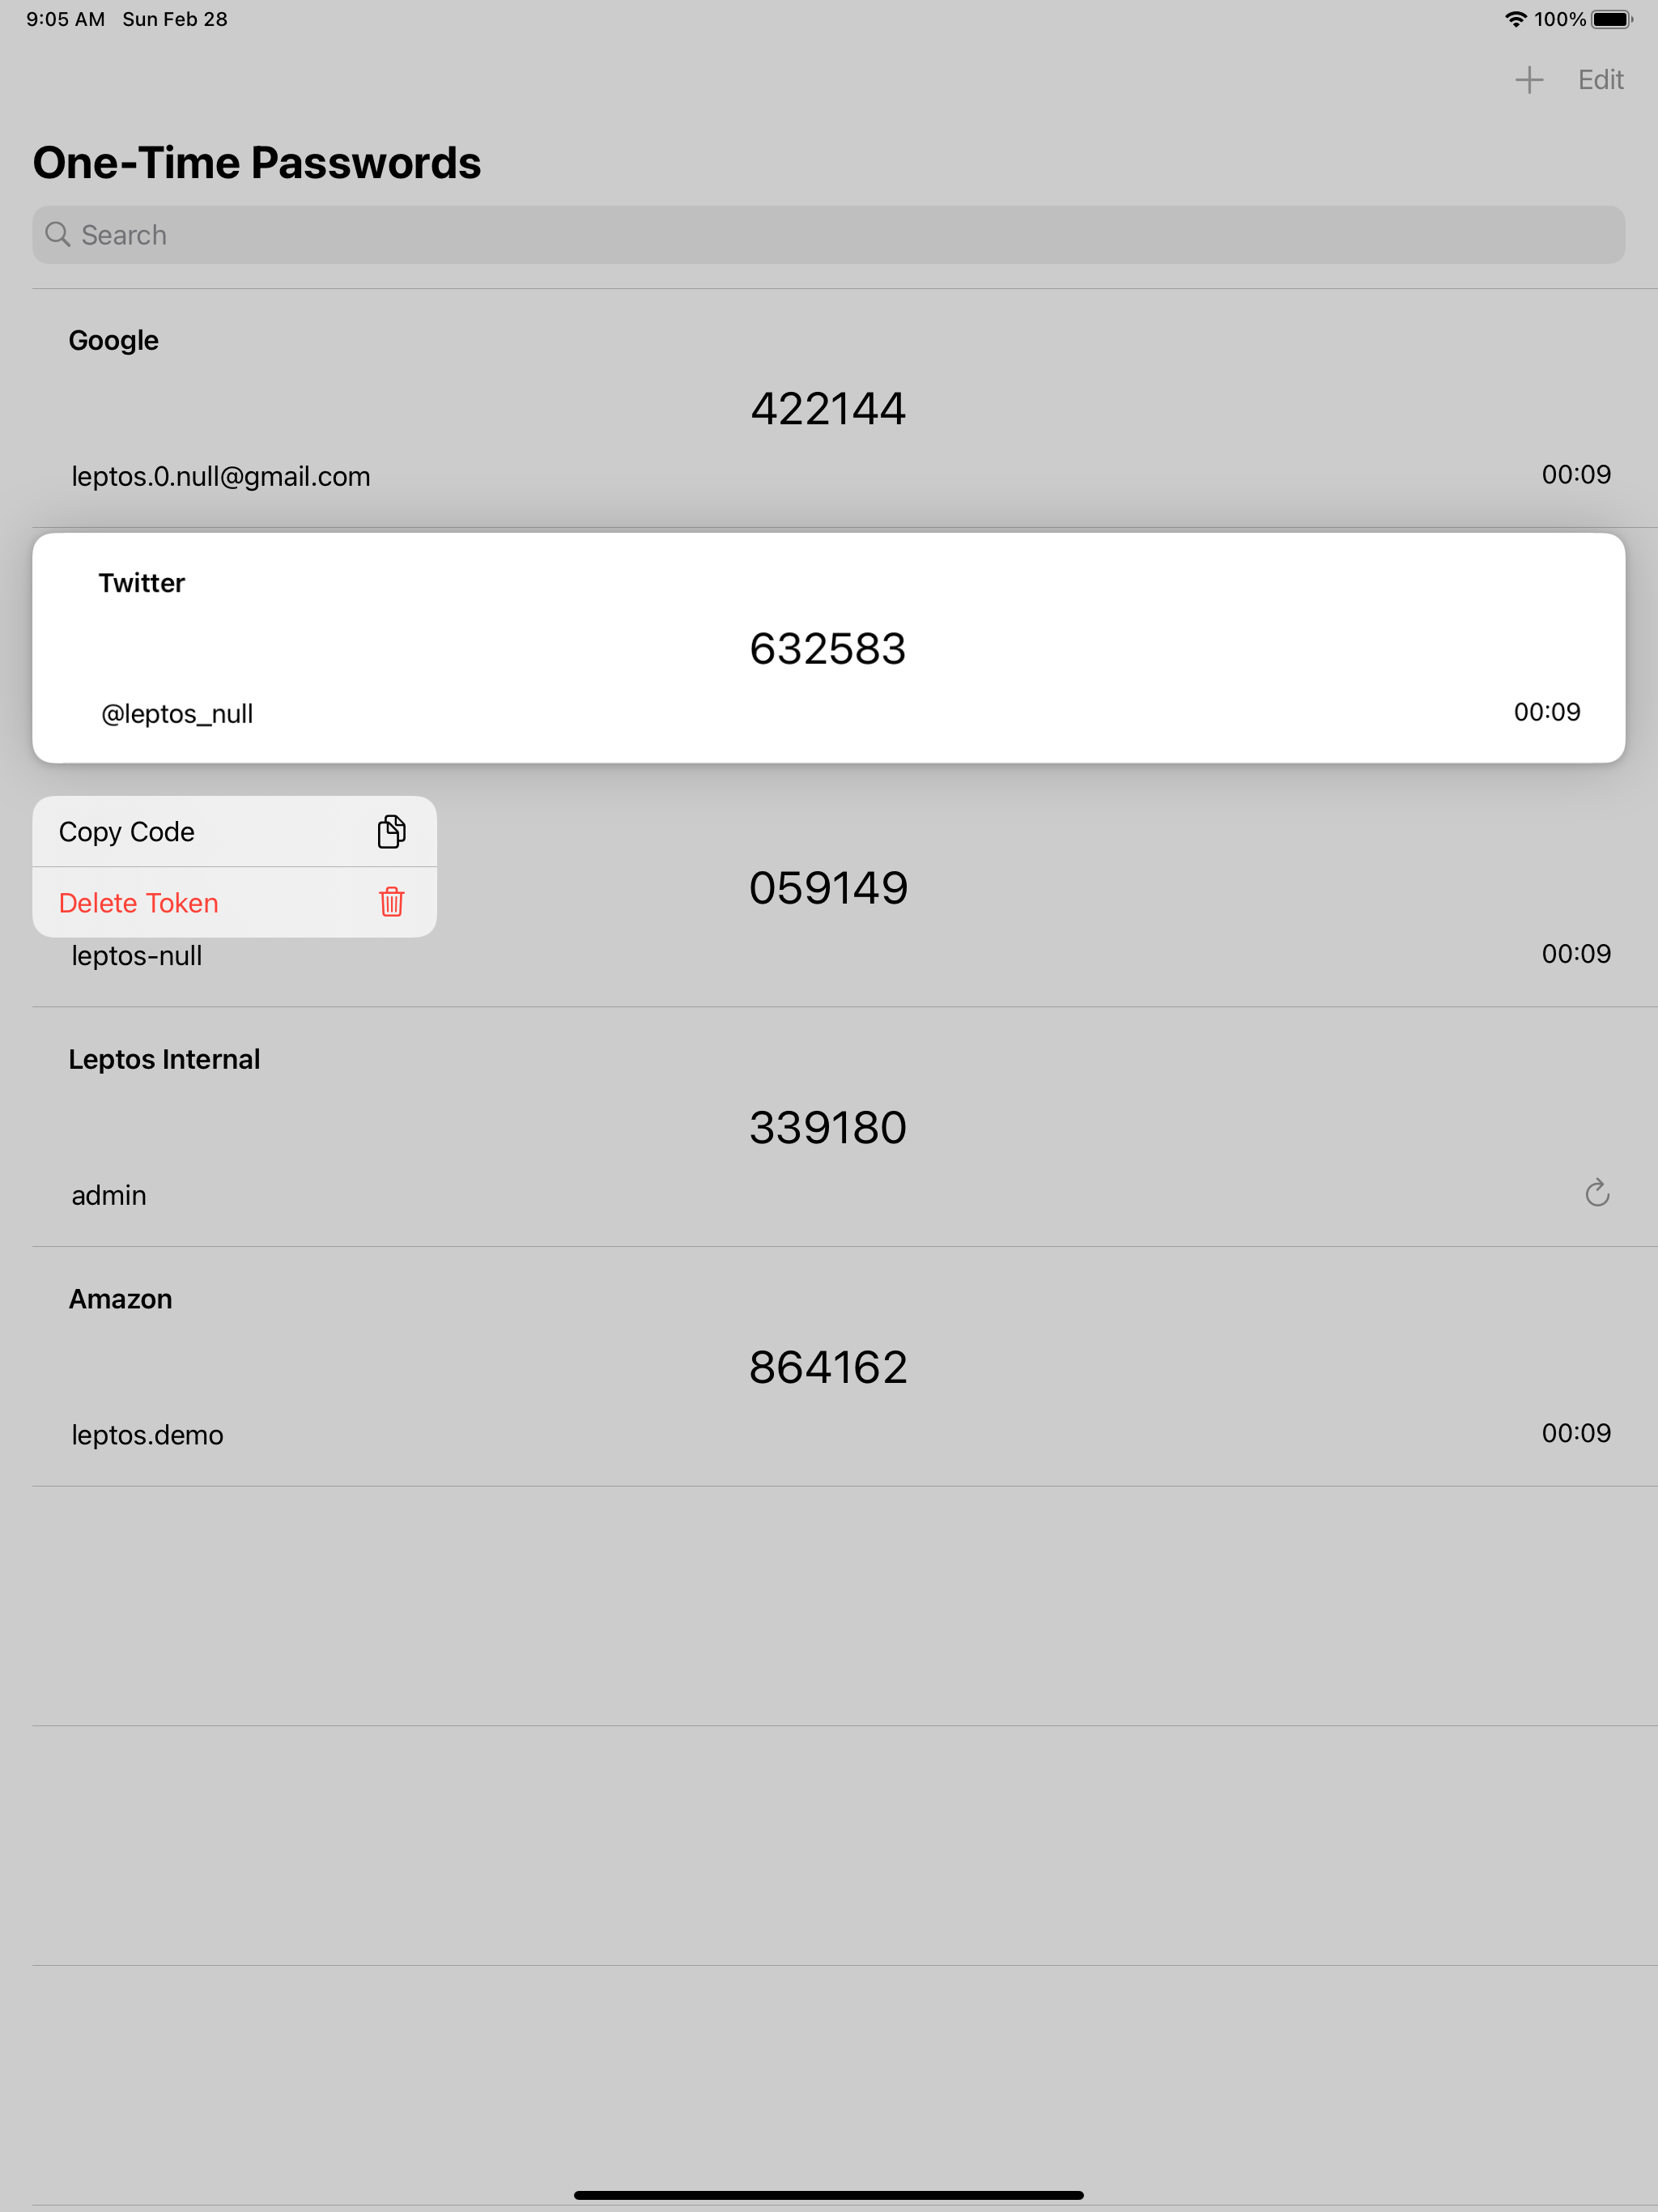 9:05 AM Sun Feb 28 100%
Edit
One-Time Passwords
Search
Google
422144
leptos.0.null@gmail.com 00:09
Twitter
632583
@leptos_null 00:09
Copy Code
059149
Delete Token
leptos-null 00:09
Leptos Internal
339180
admin
Amazon
864162
leptos.demo 00:09